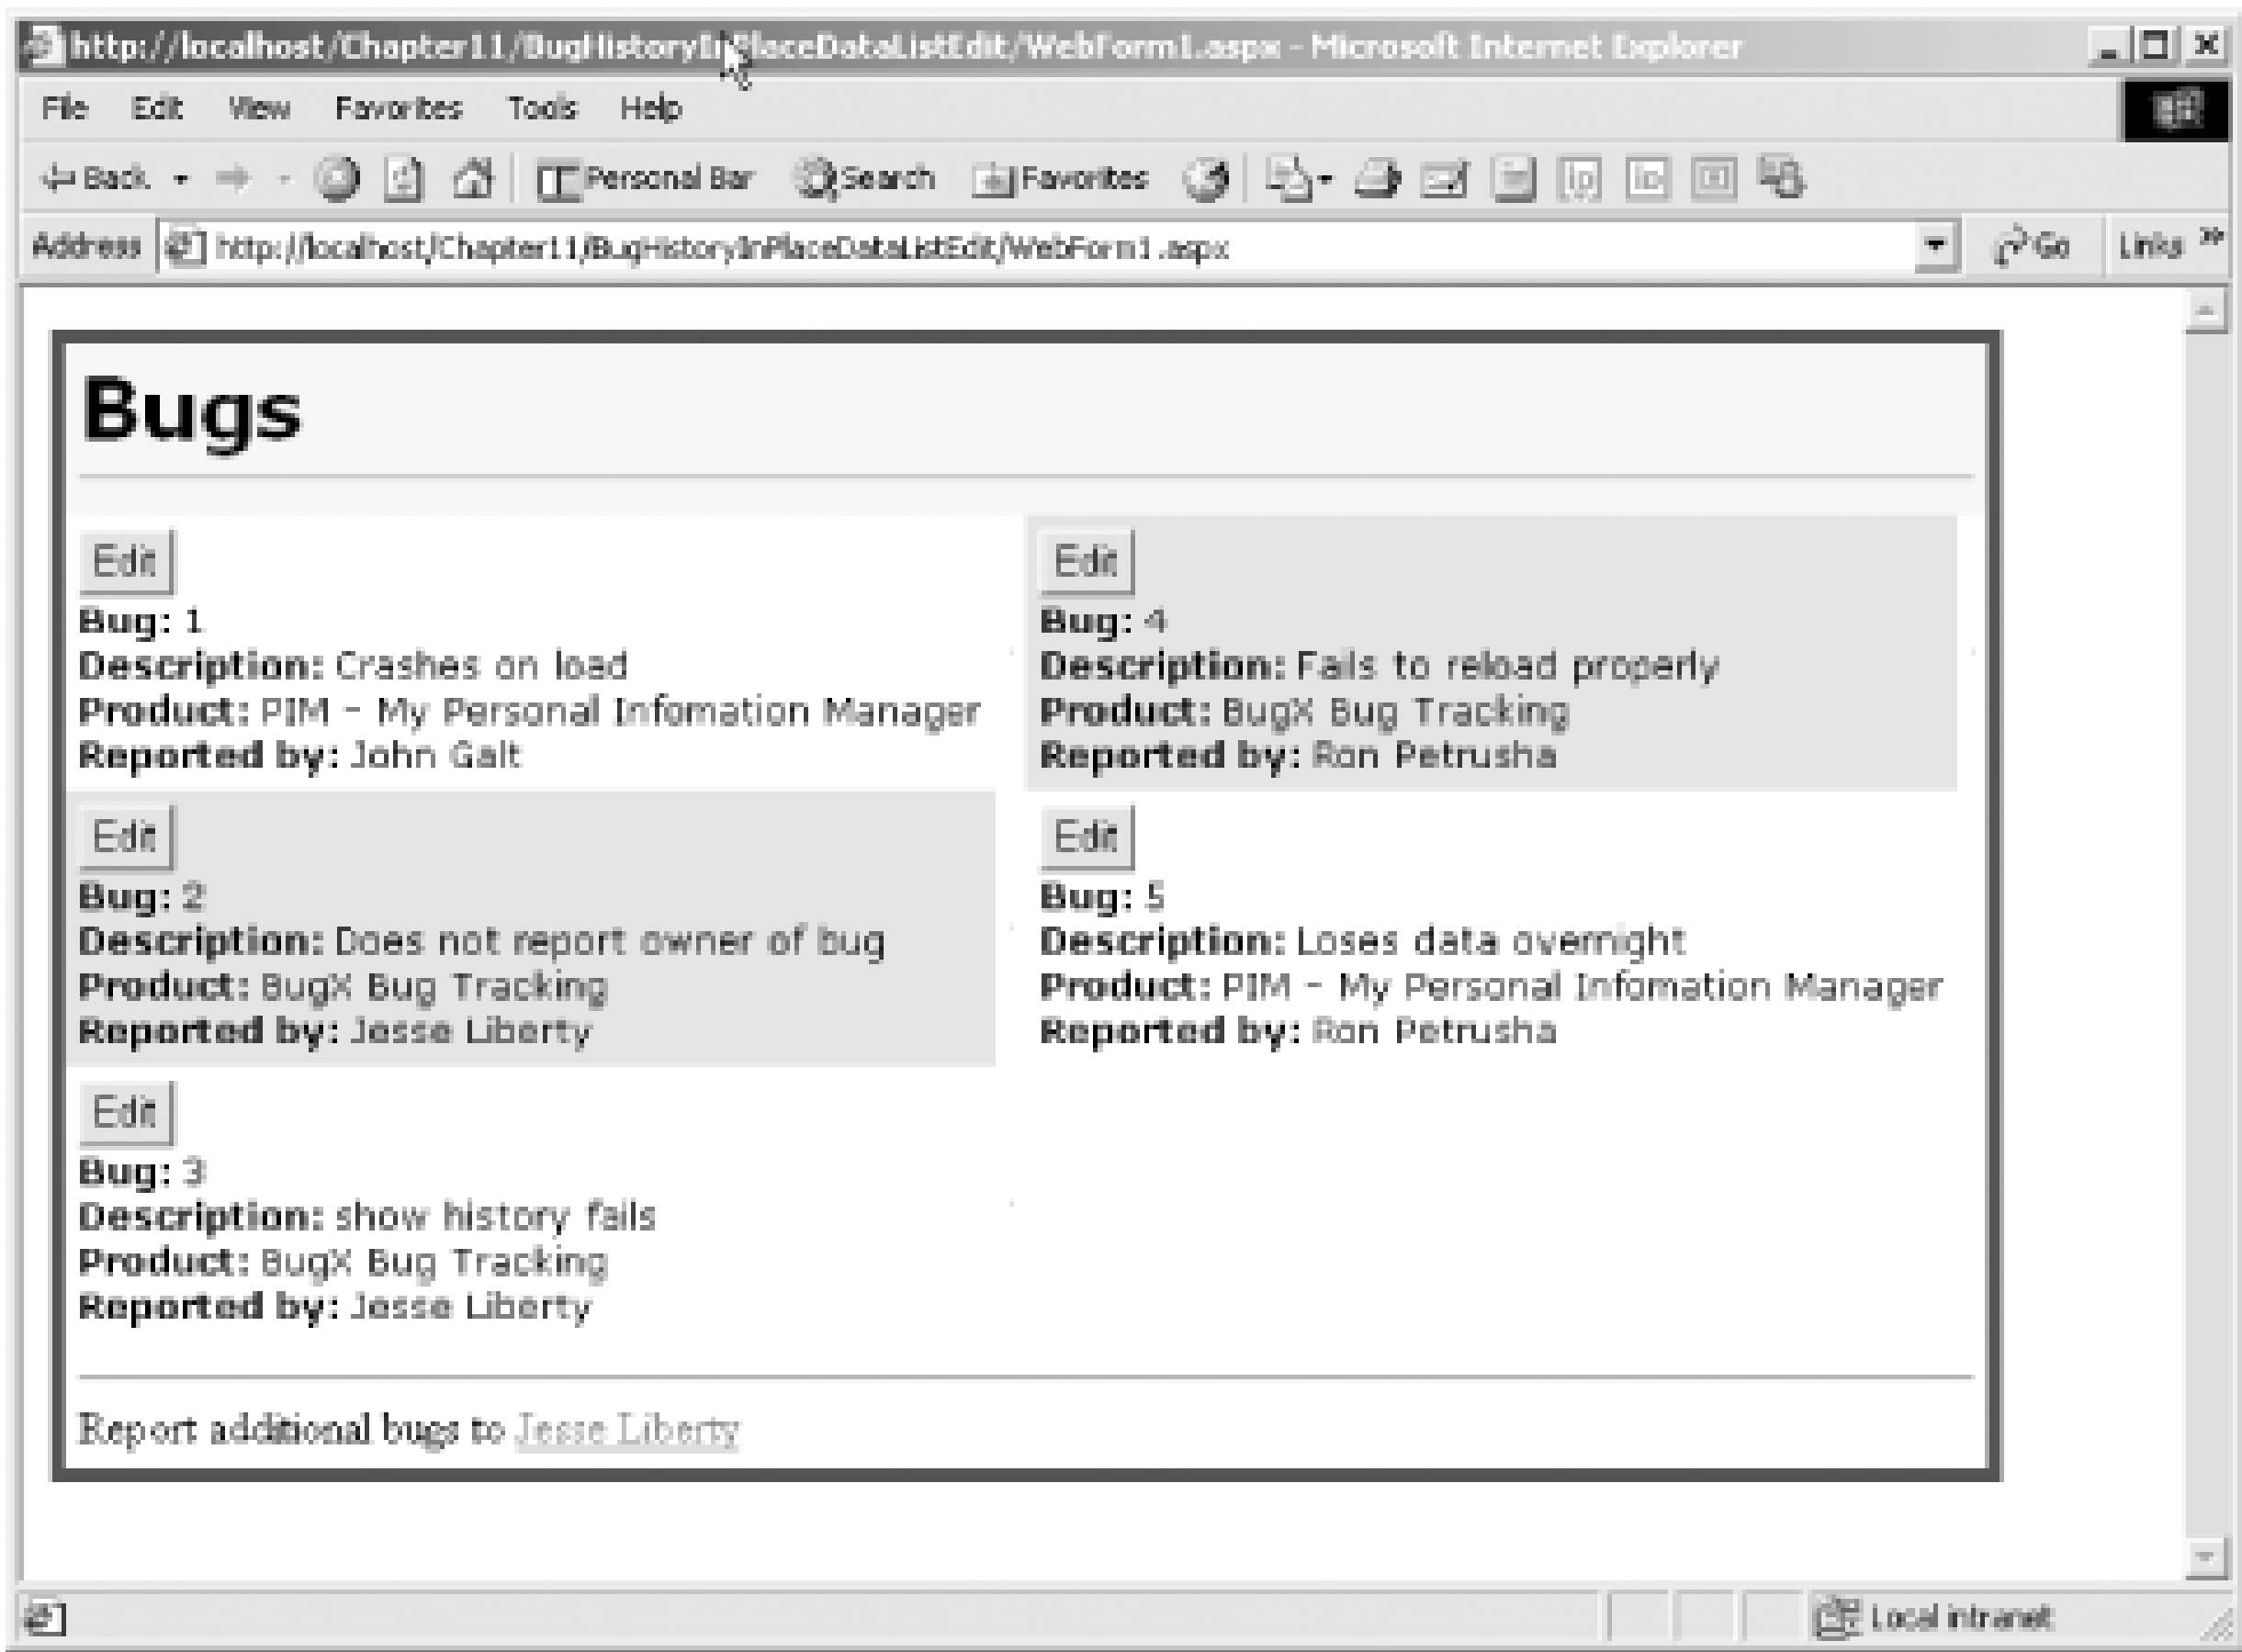 http://localhost/Chapter11/BugHistoryInPlaceDataListEdit/WebForm1.aspx - Microsoft Internet Explorer
File Edit View Favorites Tools Help
Back Personal Bar Search Favorites
Address http://localhost/Chapter11/BugHistoryInPlaceDataListEdit/WebForm1.aspx Go Links »
Bugs
Edit
Bug: 1
Description: Crashes on load
Product: PIM - My Personal Infomation Manager
Reported by: John Galt
Edit
Bug: 2
Description: Does not report owner of bug
Product: BugX Bug Tracking
Reported by: Jesse Liberty
Edit
Bug: 3
Description: show history fails
Product: BugX Bug Tracking
Reported by: Jesse Liberty
Edit
Bug: 4
Description: Fails to reload properly
Product: BugX Bug Tracking
Reported by: Ron Petrusha
Edit
Bug: 5
Description: Loses data overnight
Product: PIM - My Personal Infomation Manager
Reported by: Ron Petrusha
Report additional bugs to Jesse Liberty
Local intranet